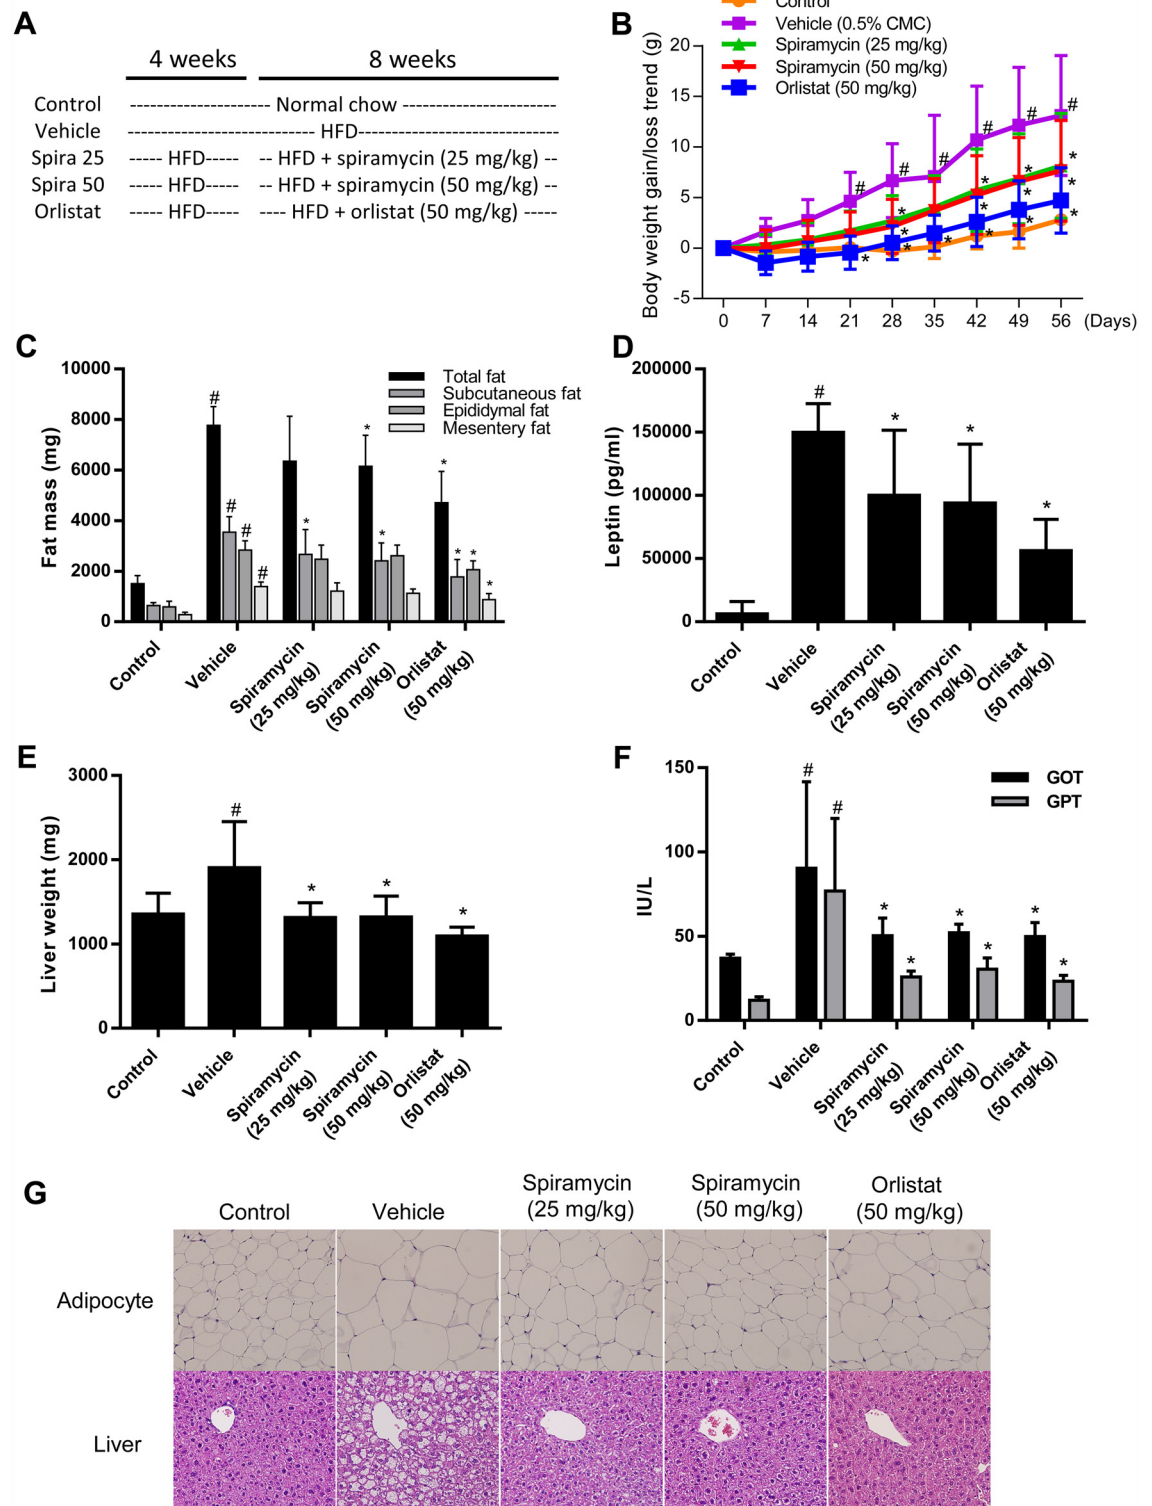 A
4 weeks 8 weeks
Control ---------------------- Normal chow ------------------------
Vehicle ----------------------------- HFD--------------------------------
Spira 25 ----- HFD----- -- HFD + spiramycin (25 mg/kg) --
Spira 50 ----- HFD----- -- HFD + spiramycin (50 mg/kg) --
Orlistat ----- HFD----- ---- HFD + orlistat (50 mg/kg) -----
B
Control
Vehicle (0.5% CMC)
Spiramycin (25 mg/kg)
Spiramycin (50 mg/kg)
Orlistat (50 mg/kg)
Body weight gain/loss trend (g)
20
15
10
5
0
-5
# # # # # #
* * * * * * * * * * * * * *
0 7 14 21 28 35 42 49 56 (Days)
C
Fat mass (mg)
10000
8000
6000
4000
2000
0
Total fat
Subcutaneous fat
Epididymal fat
Mesentery fat
# # # # * * * * * * *
Control
Vehicle
Spiramycin
(25 mg/kg)
Spiramycin
(50 mg/kg)
Orlistat
(50 mg/kg)
D
Leptin (pg/ml)
200000
150000
100000
50000
0
# * * *
Control
Vehicle
Spiramycin
(25 mg/kg)
Spiramycin
(50 mg/kg)
Orlistat
(50 mg/kg)
E
Liver weight (mg)
3000
2000
1000
0
# * * *
Control
Vehicle
Spiramycin
(25 mg/kg)
Spiramycin
(50 mg/kg)
Orlistat
(50 mg/kg)
F
IU/L
150
100
50
0
GOT
GPT
# # * * * * * *
Control
Vehicle
Spiramycin
(25 mg/kg)
Spiramycin
(50 mg/kg)
Orlistat
(50 mg/kg)
G
Control
Vehicle
Spiramycin
(25 mg/kg)
Spiramycin
(50 mg/kg)
Orlistat
(50 mg/kg)
Adipocyte
Liver